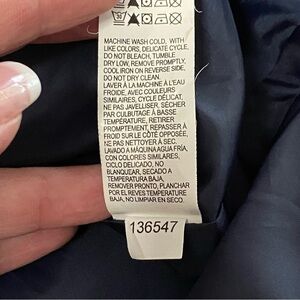 MACHINE WASH COLD, WITH
LIKE COLORS, DELICATE CYCLE,
DO NOT BLEACH, TUMBLE
DRY LOW, REMOVE PROMPTLY,
COOL IRON ON REVERSE SIDE,
DO NOT DRY CLEAN.
LAVER À LA MACHINE À L'EAU
FROIDE, AVEC COULEURS
SIMILAIRES, CYCLE DÉLICAT,
NE PAS JAVELLISER, SÉCHER
PAR CULBUTAGE À BASSE
TEMPÉRATURE, RETIRER
PROMPTEMENT, REPASSER À
FROID SUR LE CÔTÉ OPPOSÉ,
NE PAS NETTOYER À SEC.
LAVADO A MÁQUINA AGUA FRÍA,
CON COLORES SIMILARES,
CICLO DELICADO, NO
BLANQUEAR, SECADO A
TEMPERATURA BAJA,
REMOVER PRONTO, PLANCHAR
POR EL REVES TEMPERATURE
BAJA, NO LIMPIAR EN SECO.
136547